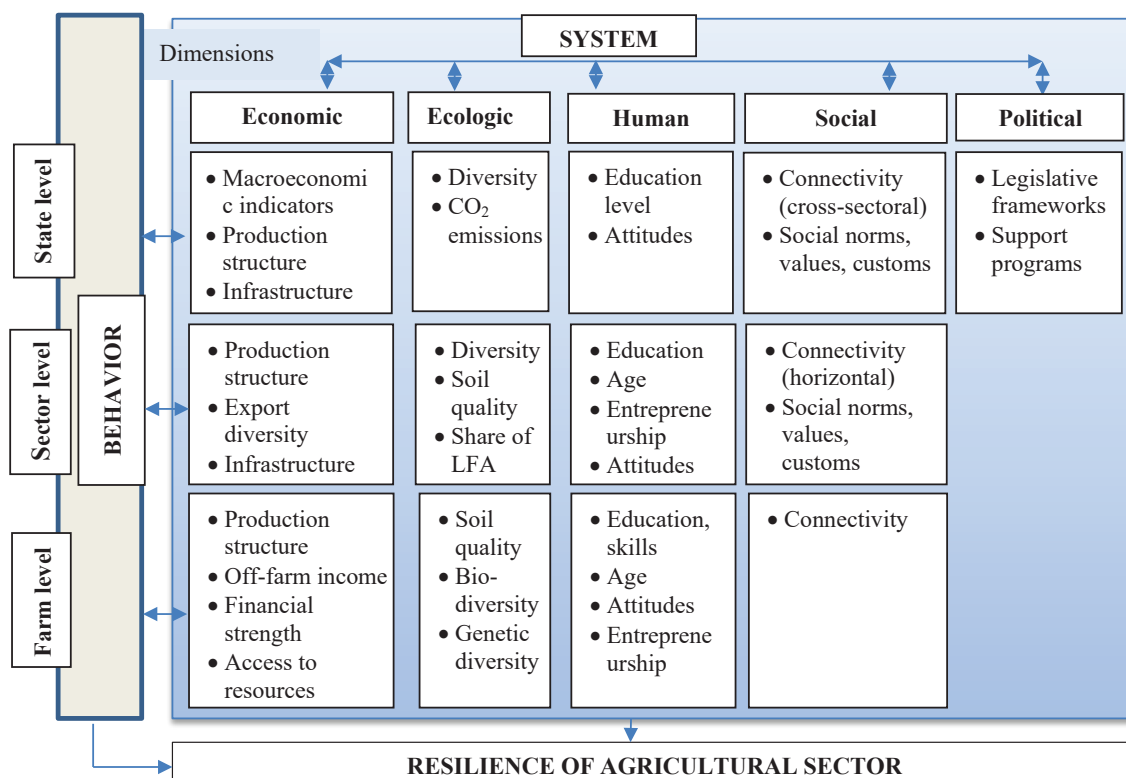 SYSTEM
Dimensions
Economic
Ecologic
Human
Social
Political
State level
• Macroeconomi
c indicators
• Production
structure
• Infrastructure
• Diversity
• CO₂
emissions
• Education
level
• Attitudes
• Connectivity
(cross-sectoral)
• Social norms,
values, customs
• Legislative
frameworks
• Support
programs
BEHAVIOR
Sector level
• Production
structure
• Export
diversity
• Infrastructure
• Diversity
• Soil
quality
• Share of
LFA
• Education
• Age
• Entreprene
urship
• Attitudes
• Connectivity
(horizontal)
• Social norms,
values,
customs
Farm level
• Production
structure
• Off-farm income
• Financial
strength
• Access to
resources
• Soil
quality
• Bio-
diversity
• Genetic
diversity
• Education,
skills
• Age
• Attitudes
• Entreprene
urship
• Connectivity
RESILIENCE OF AGRICULTURAL SECTOR